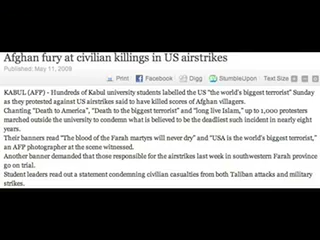 Afghan fury at civilian killings in US airstrikes
Published: May 11, 2009
Print Facebook Digg StumbleUpon Text Size
KABUL (AFP) - Hundreds of Kabul university students labelled the US "the world's biggest terrorist" Sunday
as they protested against US airstrikes said to have killed scores of Afghan villagers.
Chanting "Death to America", "Death to the biggest terrorist" and "long live Islam," up to 1,000 protesters
marched outside the university to condemn what is believed to be the deadliest such incident in nearly eight
years.
Their banners read "The blood of the Farah martyrs will never dry" and "USA is the world's biggest terrorist,"
an AFP photographer at the scene witnessed.
Another banner demanded that those responsible for the airstrikes last week in southwestern Farah province
go on trial.
Student leaders read out a statement condemning civilian casualties from both Taliban attacks and military
strikes.